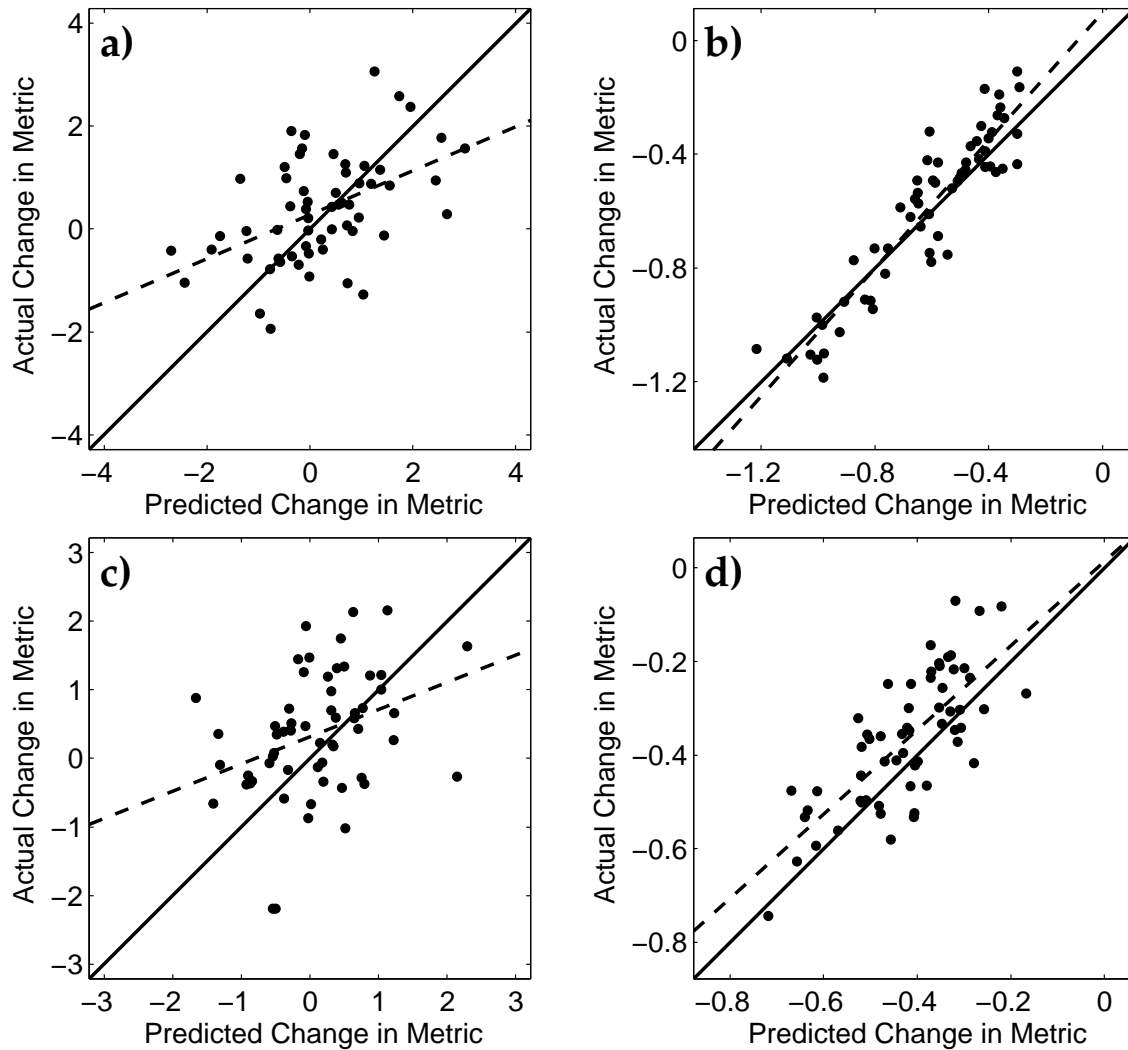 a)
4
2
0
−2
−4
Actual Change in Metric
−4 −2 0 2 4
Predicted Change in Metric
b)
0
−0.4
−0.8
−1.2
Actual Change in Metric
−1.2 −0.8 −0.4 0
Predicted Change in Metric
c)
3
2
1
0
−1
−2
−3
Actual Change in Metric
−3 −2 −1 0 1 2 3
Predicted Change in Metric
d)
0
−0.2
−0.4
−0.6
−0.8
Actual Change in Metric
−0.8 −0.6 −0.4 −0.2 0
Predicted Change in Metric